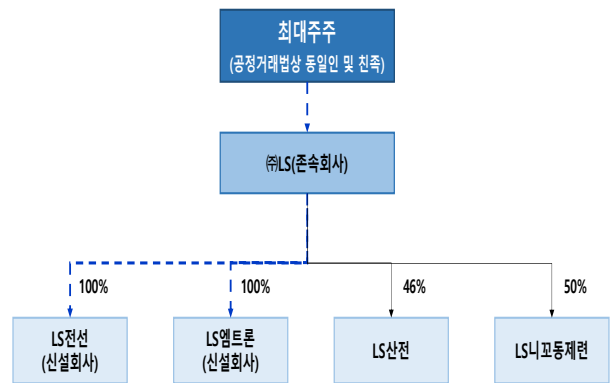 최대주주
(공정거래법상 동일인 및 친족)
㈜LS(존속회사)
100%
100%
46%
50%
LS전선
(신설회사)
LS엠트론
(신설회사)
LS산전
LS니꼬동제련